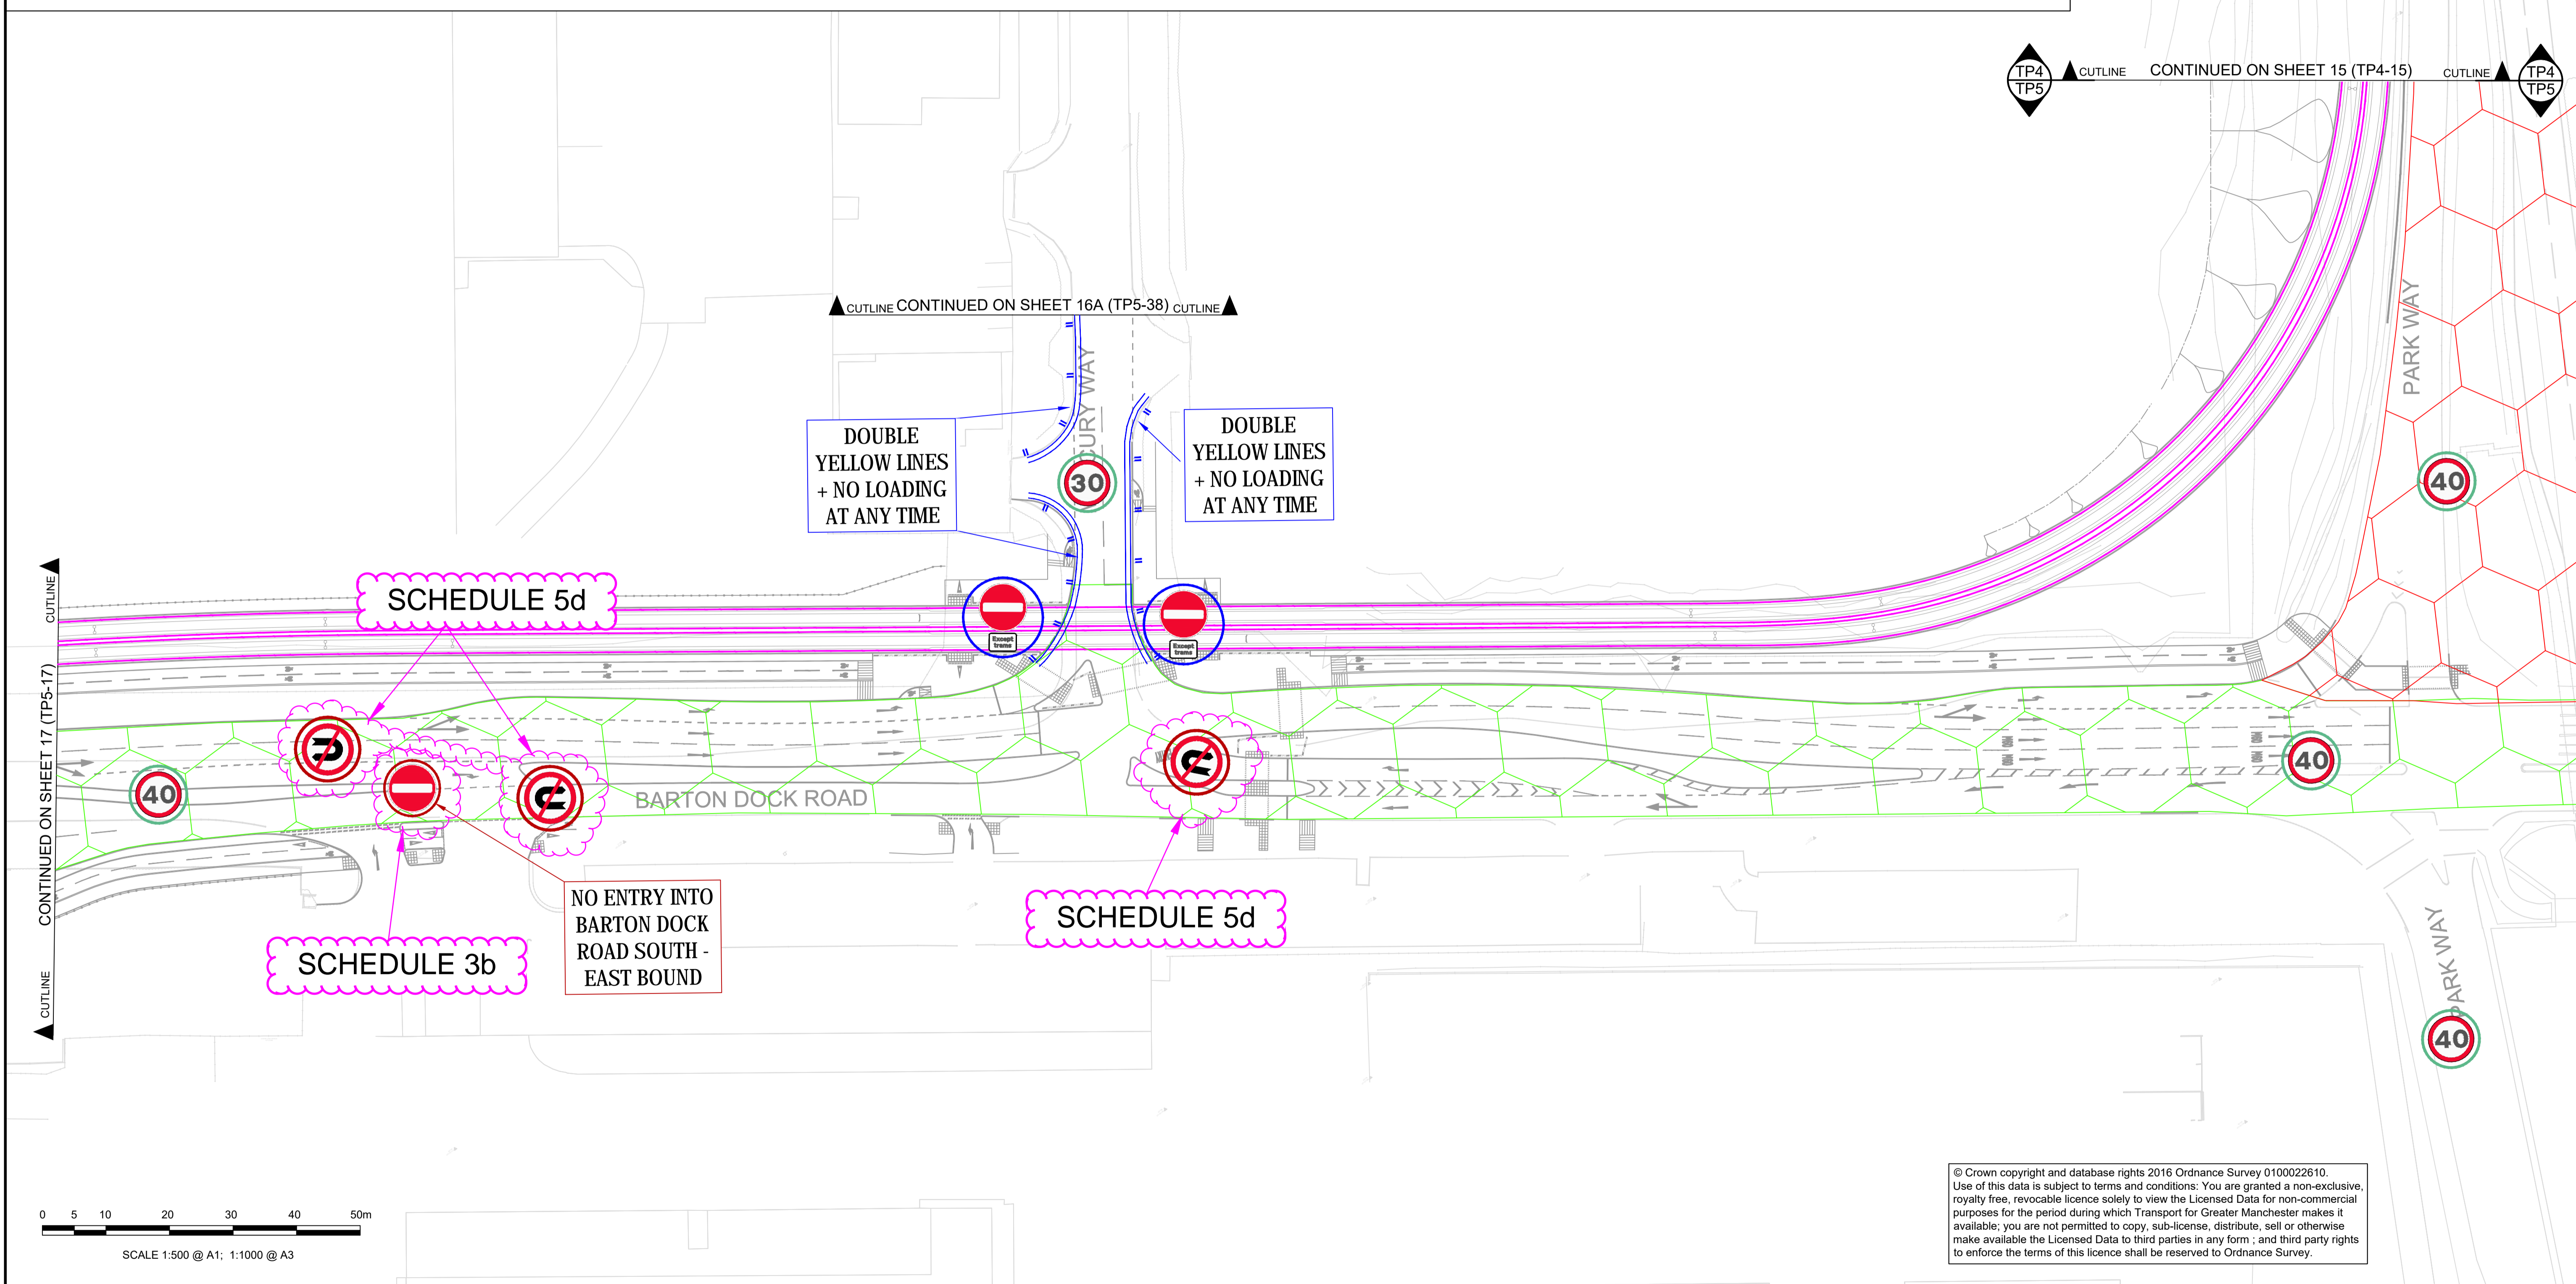 TP4
TP5
CUTLINE
CONTINUED ON SHEET 15 (TP4-15)
CUTLINE
TP4
TP5
CUTLINE
CONTINUED ON SHEET 16A (TP5-38)
CUTLINE
PARK WAY
CURY WAY
DOUBLE
YELLOW LINES
+ NO LOADING
AT ANY TIME
DOUBLE
YELLOW LINES
+ NO LOADING
AT ANY TIME
30
40
CUTLINE
CONTINUED ON SHEET 17 (TP5-17)
CUTLINE
SCHEDULE 5d
Except
trams
Except
trams
40
BARTON DOCK ROAD
40
NO ENTRY INTO
BARTON DOCK
ROAD SOUTH -
EAST BOUND
SCHEDULE 5d
SCHEDULE 3b
PARK WAY
40
0 5 10 20 30 40 50m
SCALE 1:500 @ A1; 1:1000 @ A3
© Crown copyright and database rights 2016 Ordnance Survey 0100022610.
Use of this data is subject to terms and conditions: You are granted a non-exclusive,
royalty free, revocable licence solely to view the Licensed Data for non-commercial
purposes for the period during which Transport for Greater Manchester makes it
available; you are not permitted to copy, sub-license, distribute, sell or otherwise
make available the Licensed Data to third parties in any form ; and third party rights
to enforce the terms of this licence shall be reserved to Ordnance Survey.